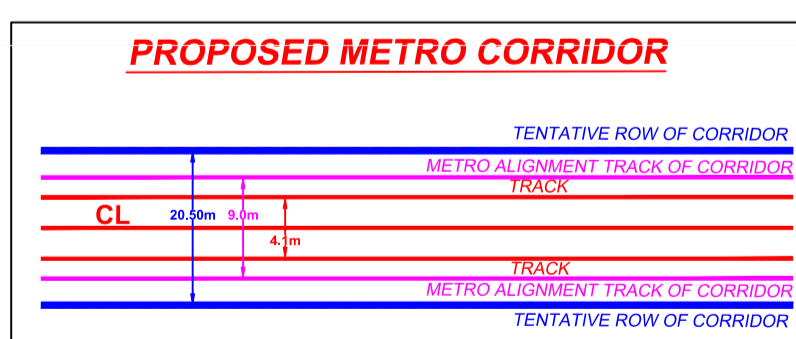 PROPOSED METRO CORRIDOR
TENTATIVE ROW OF CORRIDOR
METRO ALIGNMENT TRACK OF CORRIDOR
TRACK
CL
20.50m
9.0m
4.1m
TRACK
METRO ALIGNMENT TRACK OF CORRIDOR
TENTATIVE ROW OF CORRIDOR